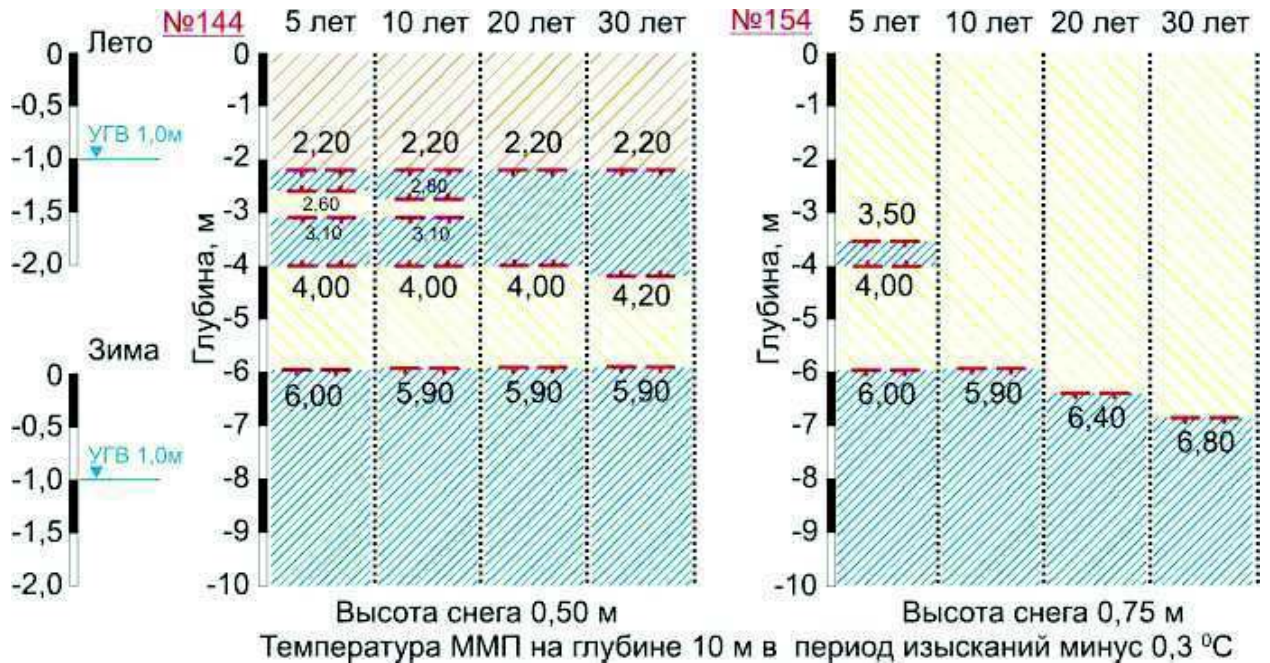 Лето
0
-0,5
УГВ 1,0м
-1,0
-1,5
-2,0
Зима
0
-0,5
УГВ 1,0м
-1,0
-1,5
-2,0
№144 5 лет 10 лет 20 лет 30 лет
Глубина, м
0
-1
-2
-3
-4
-5
-6
-7
-8
-9
-10
2,20 2,20 2,20 2,20
2,80
2,60
3,10 3,10
4,00 4,00 4,00 4,20
6,00 5,90 5,90 5,90
Высота снега 0,50 м
№154 5 лет 10 лет 20 лет 30 лет
Глубина, м
0
-1
-2
-3
-4
-5
-6
-7
-8
-9
-10
3,50
4,00
6,00 5,90 6,40 6,80
Высота снега 0,75 м
Температура ММП на глубине 10 м в период изысканий минус 0,3 ⁰С